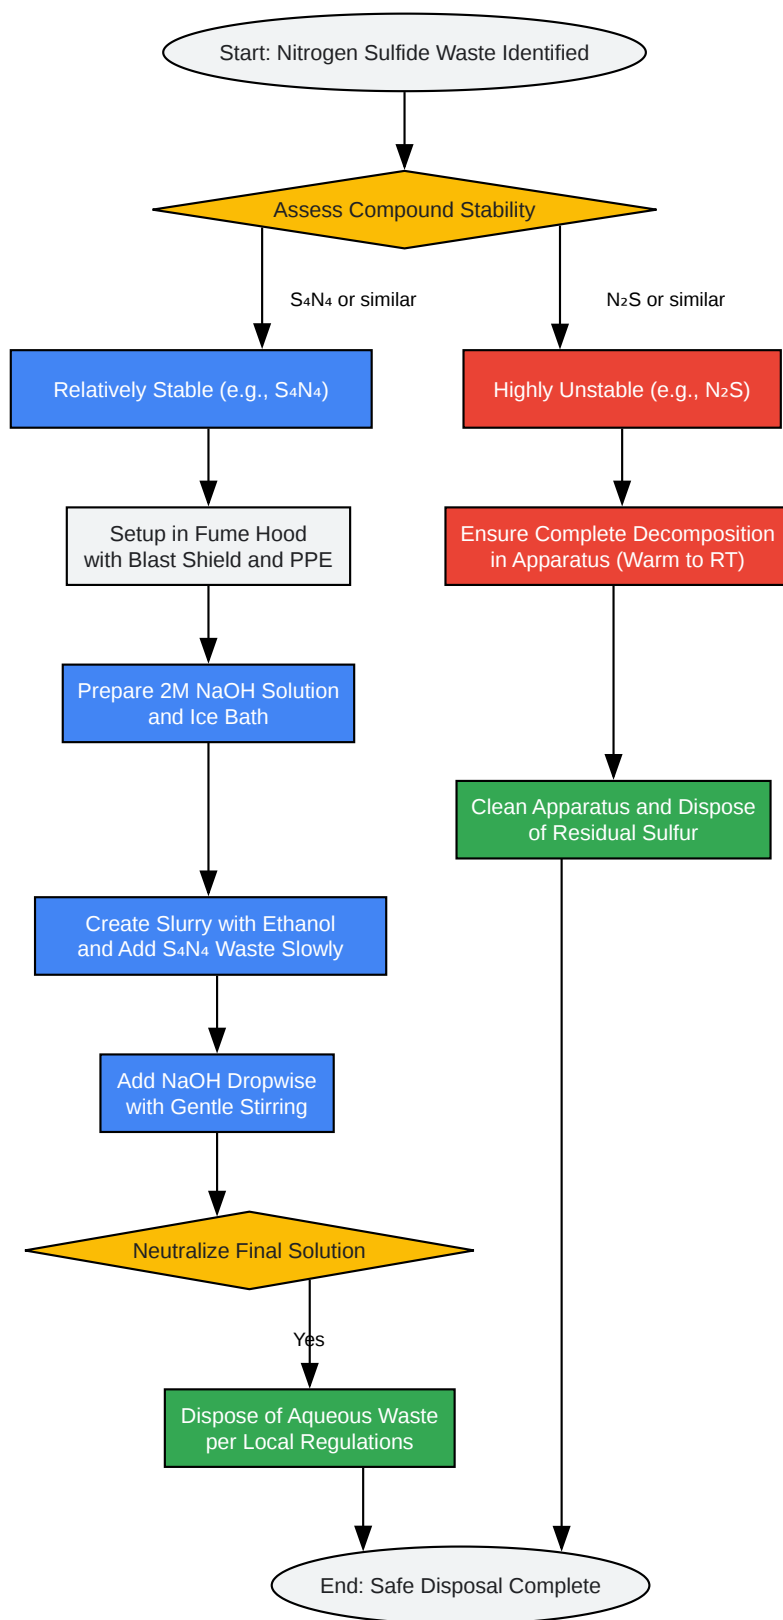 Start: Nitrogen Sulfide Waste Identified
Assess Compound Stability
S₄N₄ or similar
N₂S or similar
Relatively Stable (e.g., S₄N₄)
Highly Unstable (e.g., N₂S)
Setup in Fume Hood
with Blast Shield and PPE
Ensure Complete Decomposition
in Apparatus (Warm to RT)
Prepare 2M NaOH Solution
and Ice Bath
Clean Apparatus and Dispose
of Residual Sulfur
Create Slurry with Ethanol
and Add S₄N₄ Waste Slowly
Add NaOH Dropwise
with Gentle Stirring
Neutralize Final Solution
Yes
Dispose of Aqueous Waste
per Local Regulations
End: Safe Disposal Complete